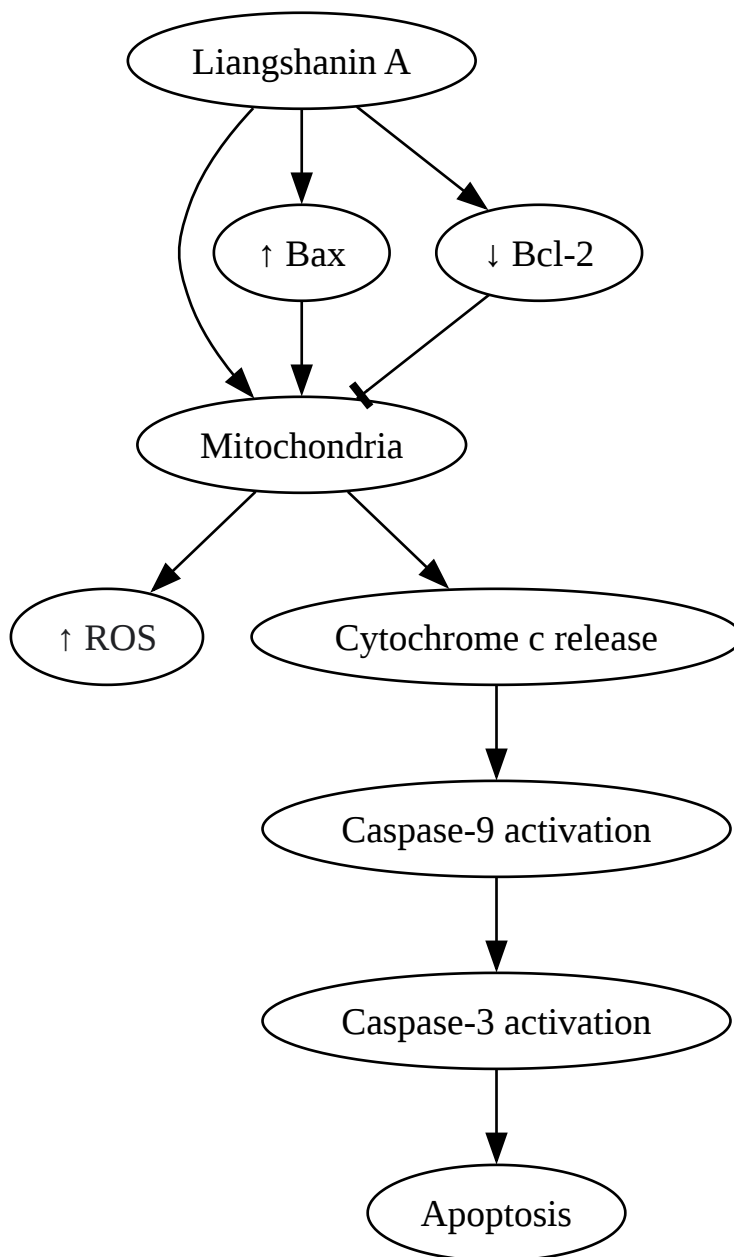 Liangshanin A
↑ Bax
↓ Bcl-2
Mitochondria
↑ ROS
Cytochrome c release
Caspase-9 activation
Caspase-3 activation
Apoptosis